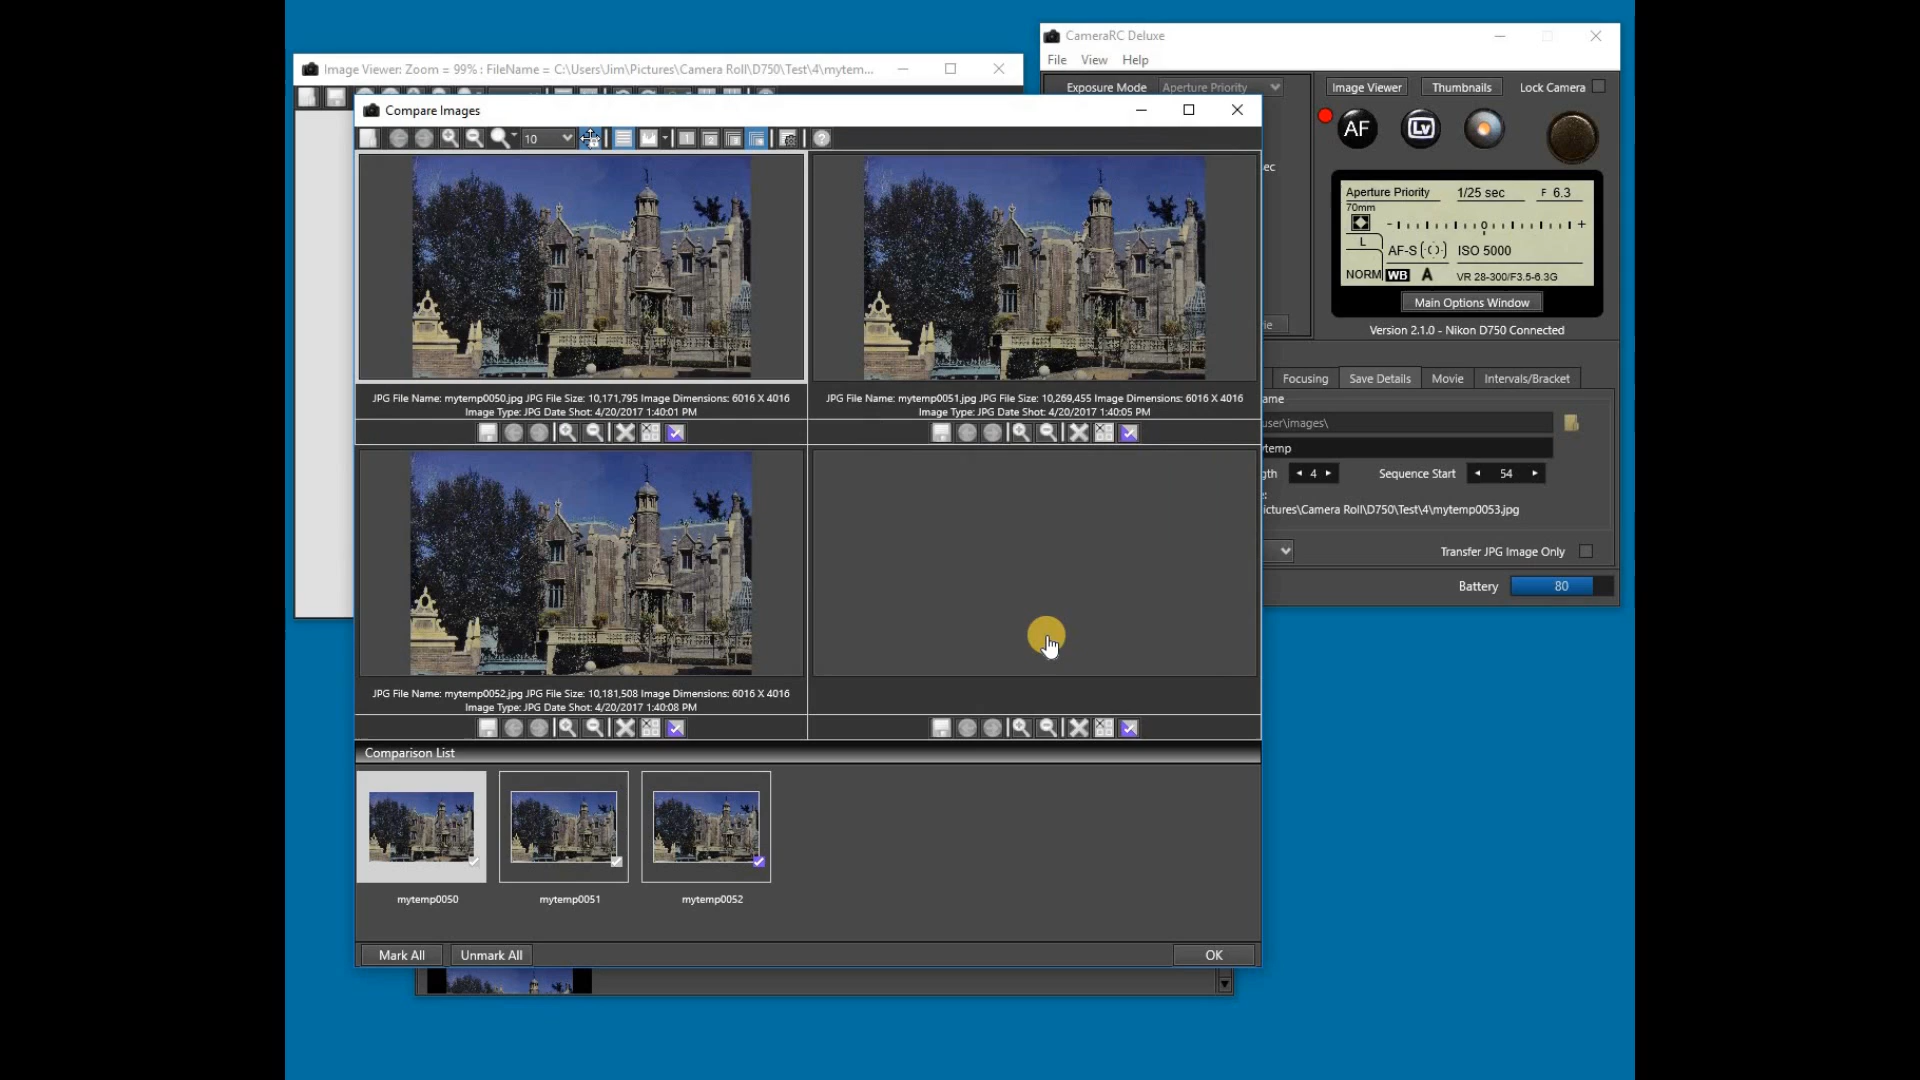 CameraRC Deluxe
File View Help
Image Viewer: Zoom = 99% : FileName = C:\Users\Jim\Pictures\Camera Roll\D750\Test\4\mytem...
Exposure Mode Aperture Priority
Image Viewer Thumbnails Lock Camera
Compare Images
10
AF Lv
ec
Aperture Priority 1/25 sec F 6.3
70mm
- 0 +
L
AF-S ISO 5000
NORM WB A VR 28-300/F3.5-6.3G
Main Options Window
Version 2.1.0 - Nikon D750 Connected
ie
Focusing Save Details Movie Intervals/Bracket
ame
user\images\
ytemp
gth 4 Sequence Start 54
e:
ictures\Camera Roll\D750\Test\4\mytemp0053.jpg
Transfer JPG Image Only
Battery 80
JPG File Name: mytemp0050.jpg JPG File Size: 10,171,795 Image Dimensions: 6016 X 4016
Image Type: JPG Date Shot: 4/20/2017 1:40:01 PM
JPG File Name: mytemp0051.jpg JPG File Size: 10,269,455 Image Dimensions: 6016 X 4016
Image Type: JPG Date Shot: 4/20/2017 1:40:05 PM
JPG File Name: mytemp0052.jpg JPG File Size: 10,181,508 Image Dimensions: 6016 X 4016
Image Type: JPG Date Shot: 4/20/2017 1:40:08 PM
Comparison List
mytemp0050 mytemp0051 mytemp0052
Mark All Unmark All OK